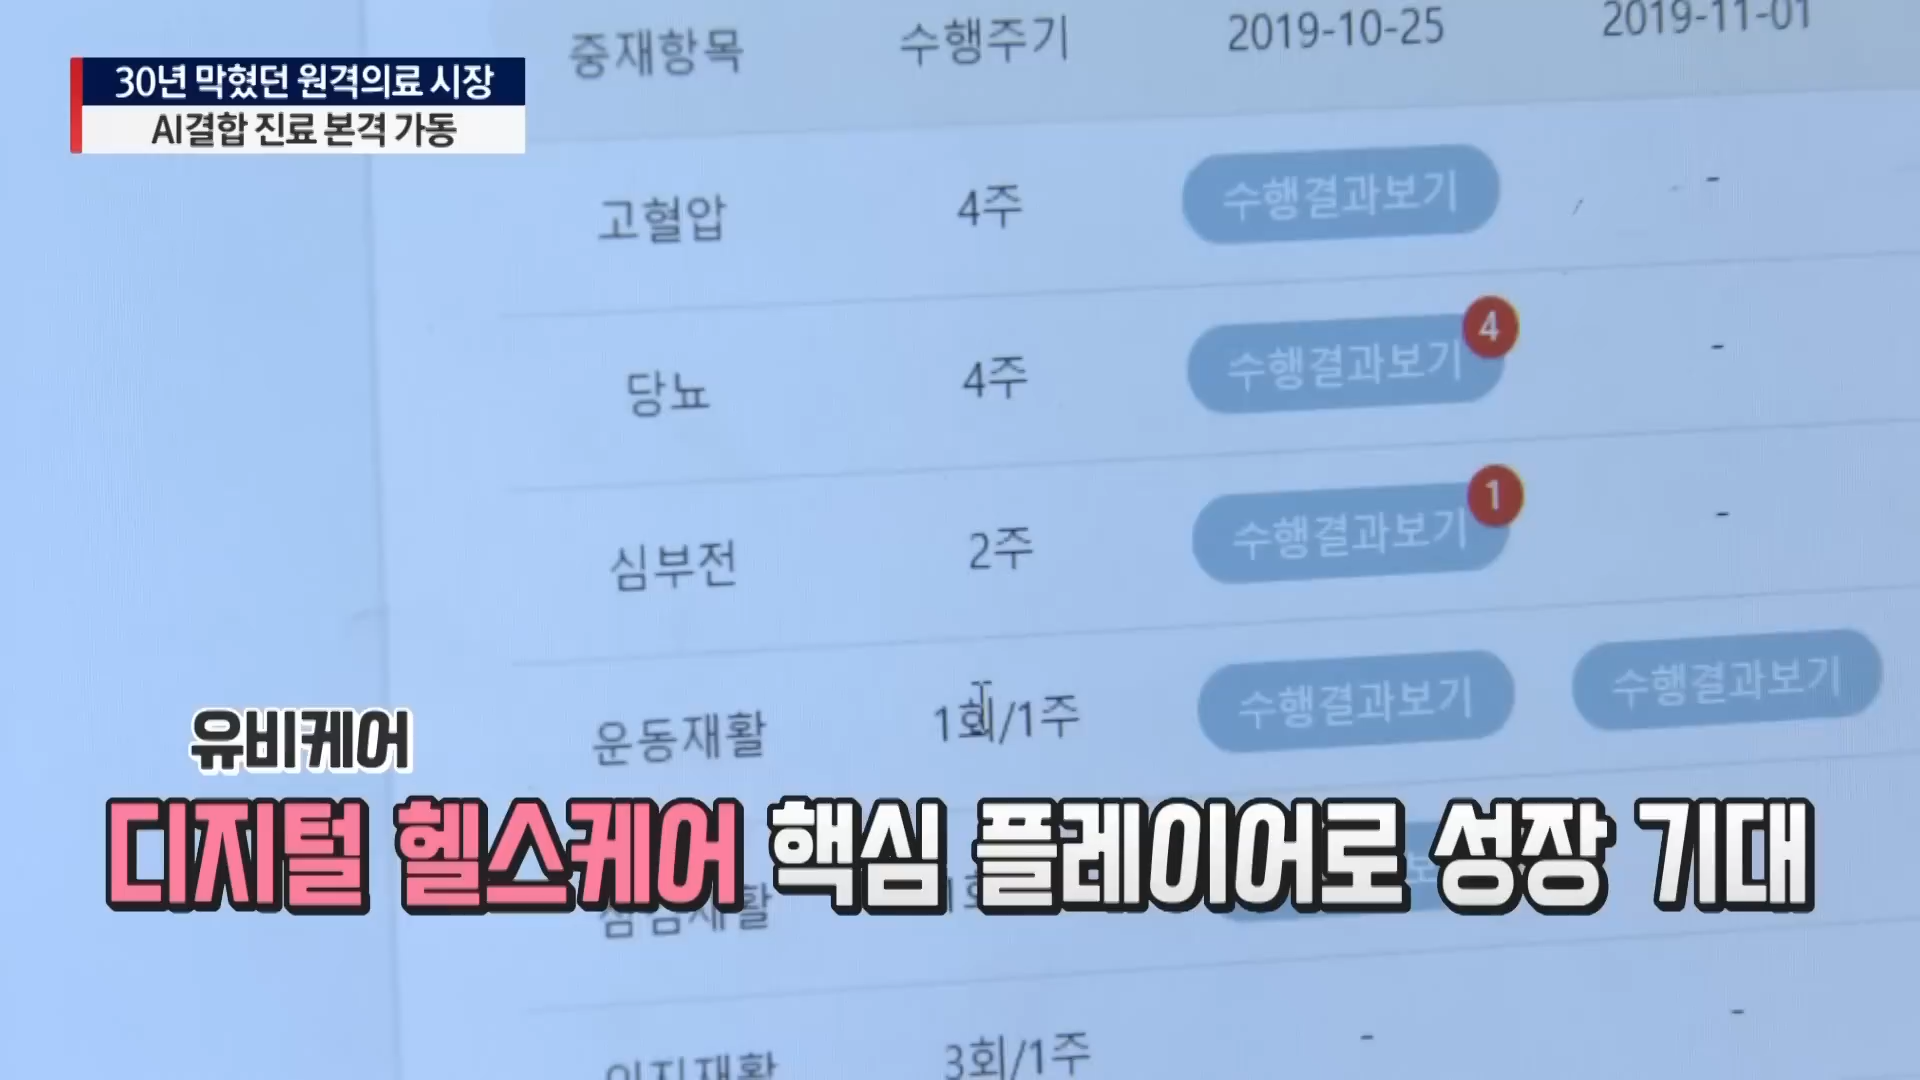 30년 막혔던 원격의료 시장
AI결합 진료 본격 가동
중재항목 수행주기 2019-10-25 2019-11-01
고혈압 4주 수행결과보기 -
당뇨 4주 수행결과보기 4 -
심부전 2주 수행결과보기 1 -
운동재활 1회/1주 수행결과보기 수행결과보기
유비케어
디지털 헬스케어 핵심 플레이어로 성장 기대
3회/1주 - -